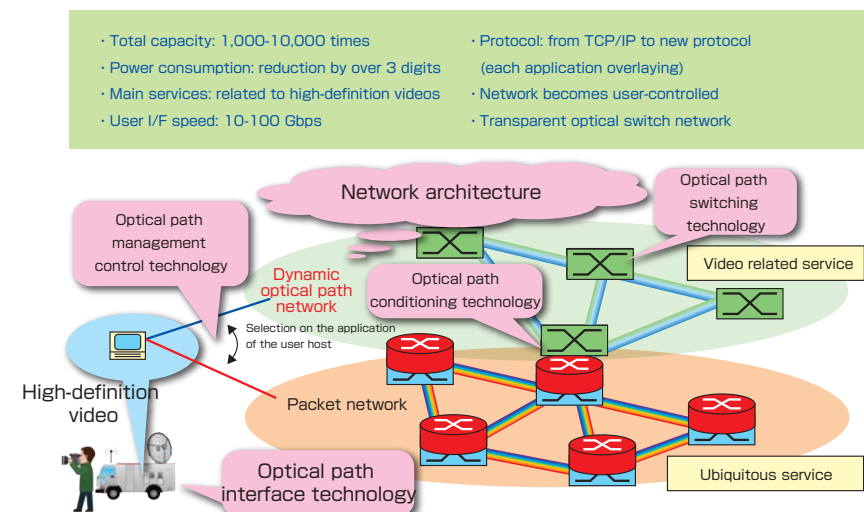 · Total capacity: 1,000-10,000 times
· Power consumption: reduction by over 3 digits
· Main services: related to high-definition videos
· User I/F speed: 10-100 Gbps
· Protocol: from TCP/IP to new protocol
(each application overlaying)
· Network becomes user-controlled
· Transparent optical switch network
Network architecture
Optical path
switching
technology
Optical path
management
control technology
Video related service
Dynamic
optical path
network
Optical path
conditioning technology
Selection on the application
of the user host
High-definition
video
Packet network
Optical path
interface technology
Ubiquitous service